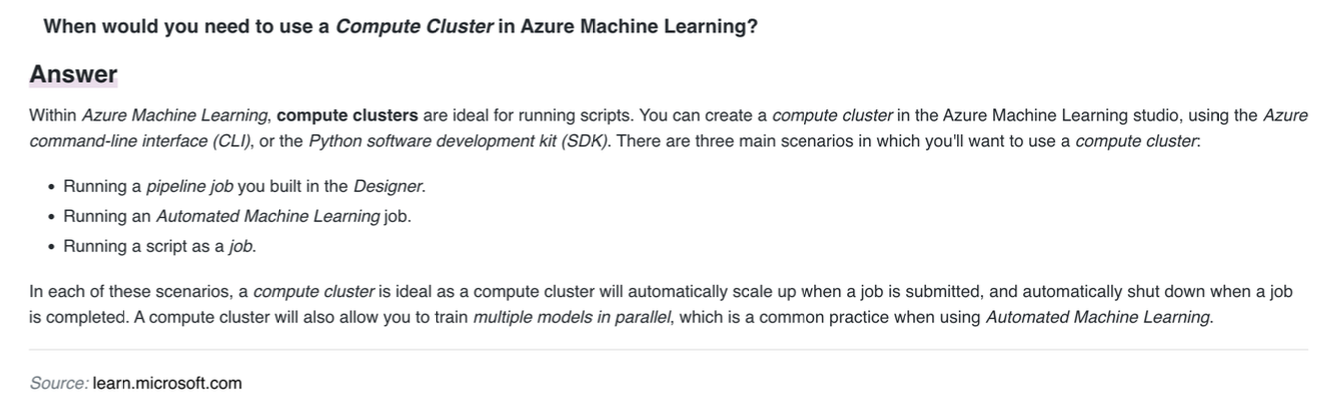 When would you need to use a Compute Cluster in Azure Machine Learning?
Answer
Within Azure Machine Learning, compute clusters are ideal for running scripts. You can create a compute cluster in the Azure Machine Learning studio, using the Azure
command-line interface (CLI), or the Python software development kit (SDK). There are three main scenarios in which you'll want to use a compute cluster:
• Running a pipeline job you built in the Designer.
• Running an Automated Machine Learning job.
• Running a script as a job.
In each of these scenarios, a compute cluster is ideal as a compute cluster will automatically scale up when a job is submitted, and automatically shut down when a job
is completed. A compute cluster will also allow you to train multiple models in parallel, which is a common practice when using Automated Machine Learning.
Source: learn.microsoft.com